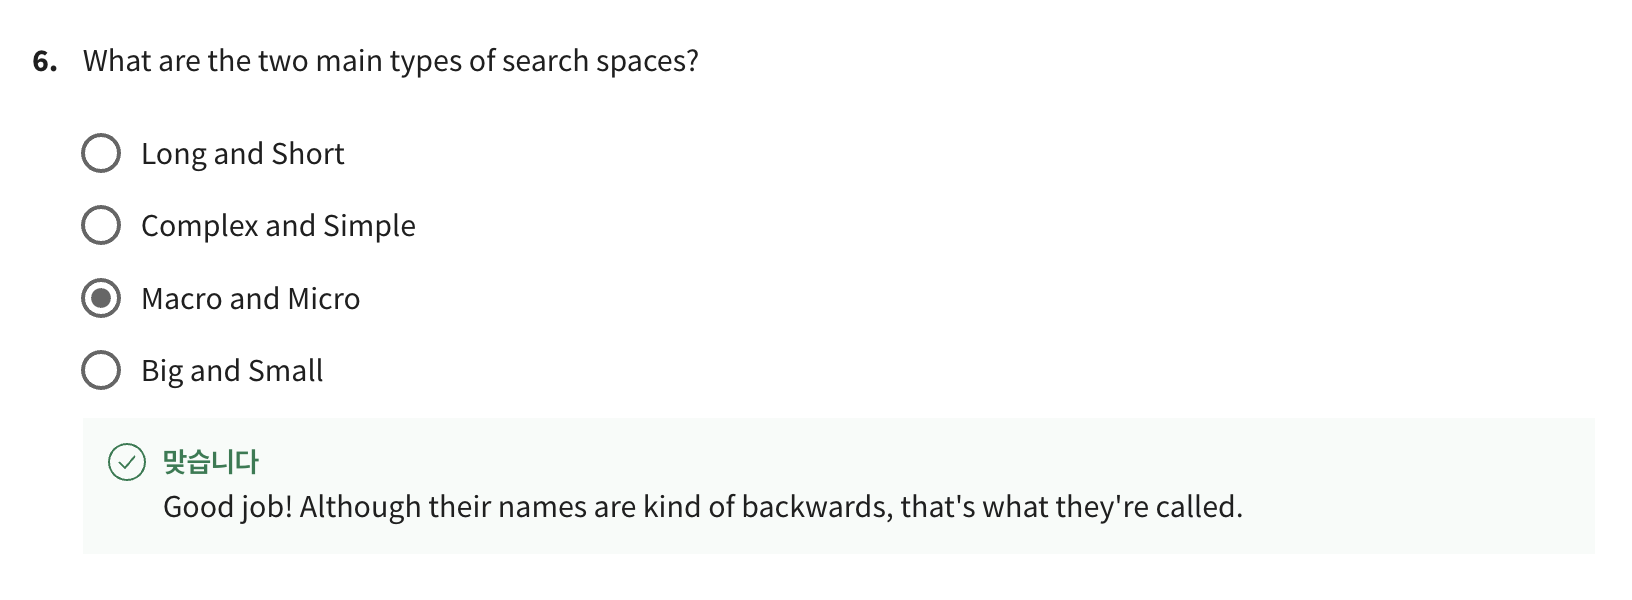 6. What are the two main types of search spaces?
Long and Short
Complex and Simple
Macro and Micro
Big and Small
맞습니다
Good job! Although their names are kind of backwards, that's what they're called.